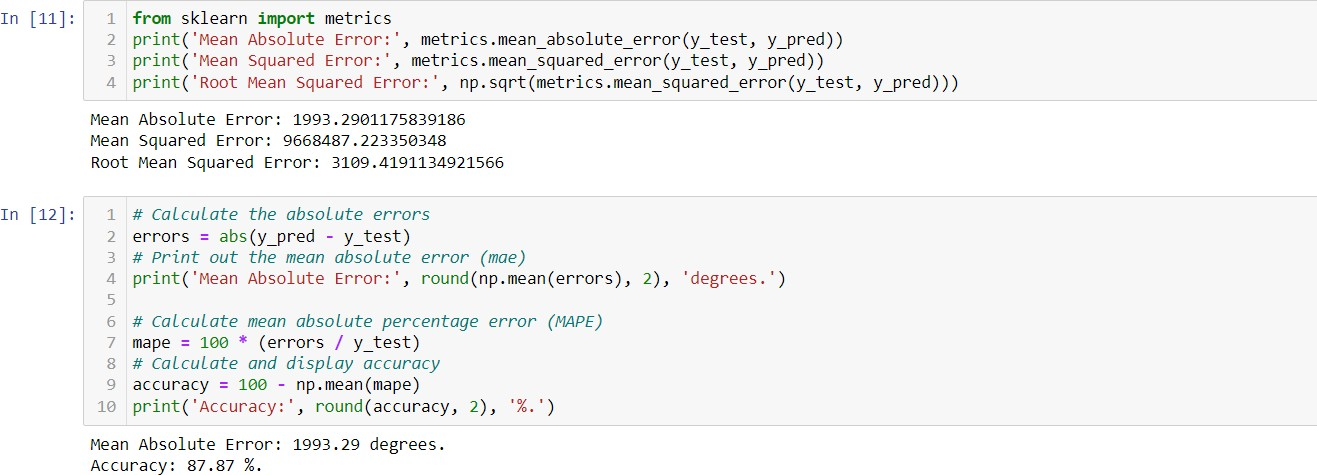 In [11]:
1 from sklearn import metrics
2 print('Mean Absolute Error:', metrics.mean_absolute_error(y_test, y_pred))
3 print('Mean Squared Error:', metrics.mean_squared_error(y_test, y_pred))
4 print('Root Mean Squared Error:', np.sqrt(metrics.mean_squared_error(y_test, y_pred)))
Mean Absolute Error: 1993.2901175839186
Mean Squared Error: 9668487.223350348
Root Mean Squared Error: 3109.4191134921566
In [12]:
1 # Calculate the absolute errors
2 errors = abs(y_pred - y_test)
3 # Print out the mean absolute error (mae)
4 print('Mean Absolute Error:', round(np.mean(errors), 2), 'degrees.')
5
6 # Calculate mean absolute percentage error (MAPE)
7 mape = 100 * (errors / y_test)
8 # Calculate and display accuracy
9 accuracy = 100 - np.mean(mape)
10 print('Accuracy:', round(accuracy, 2), '%.')
Mean Absolute Error: 1993.29 degrees.
Accuracy: 87.87 %.